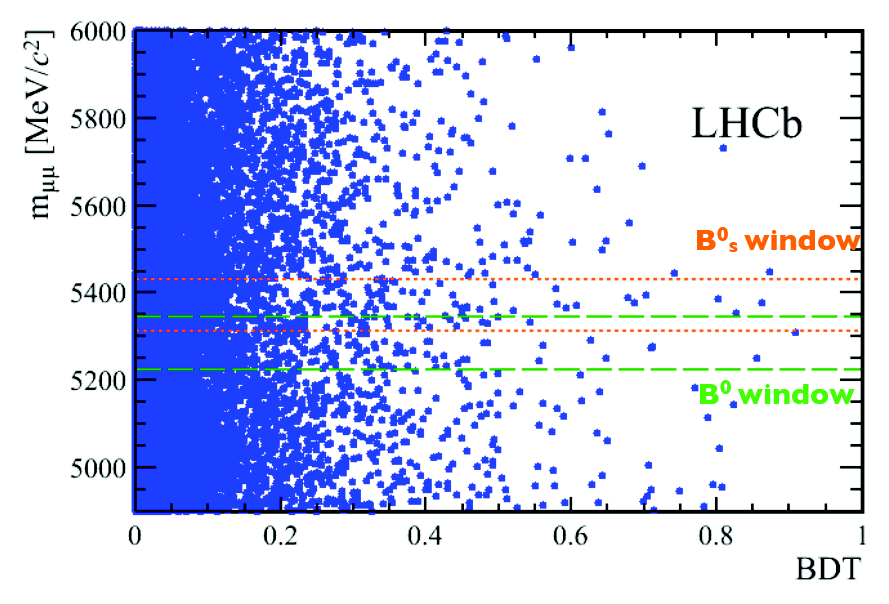 6000
5800
5600
5400
5200
5000
m_μμ [MeV/c²]
LHCb
B⁰ₛ window
B⁰ window
0 0.2 0.4 0.6 0.8 1
BDT